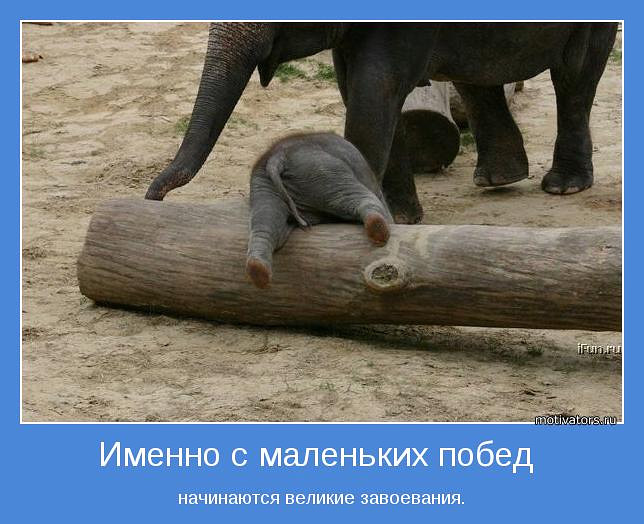 iFun.ru
motivators.ru
Именно с маленьких побед
начинаются великие завоевания.